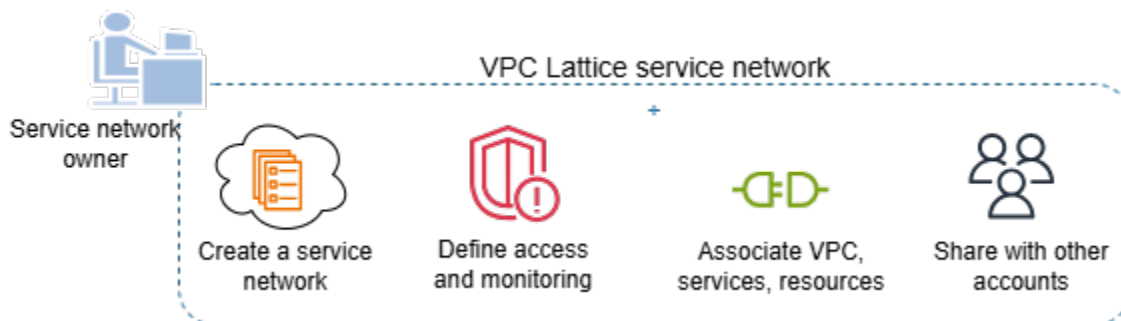 VPC Lattice service network
Service network
owner
Create a service
network
Define access
and monitoring
Associate VPC,
services, resources
Share with other
accounts